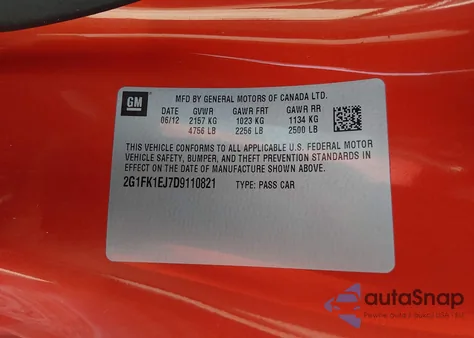 GM
MFD BY GENERAL MOTORS OF CANADA LTD.
DATE GVWR GAWR FRT GAWR RR
06/12 2157 KG 1023 KG 1134 KG
4756 LB 2256 LB 2500 LB
THIS VEHICLE CONFORMS TO ALL APPLICABLE U.S. FEDERAL MOTOR
VEHICLE SAFETY, BUMPER, AND THEFT PREVENTION STANDARDS IN
EFFECT ON THE DATE OF MANUFACTURE SHOWN ABOVE.
2G1FK1EJ7D9110821 TYPE: PASS CAR
autoSnap